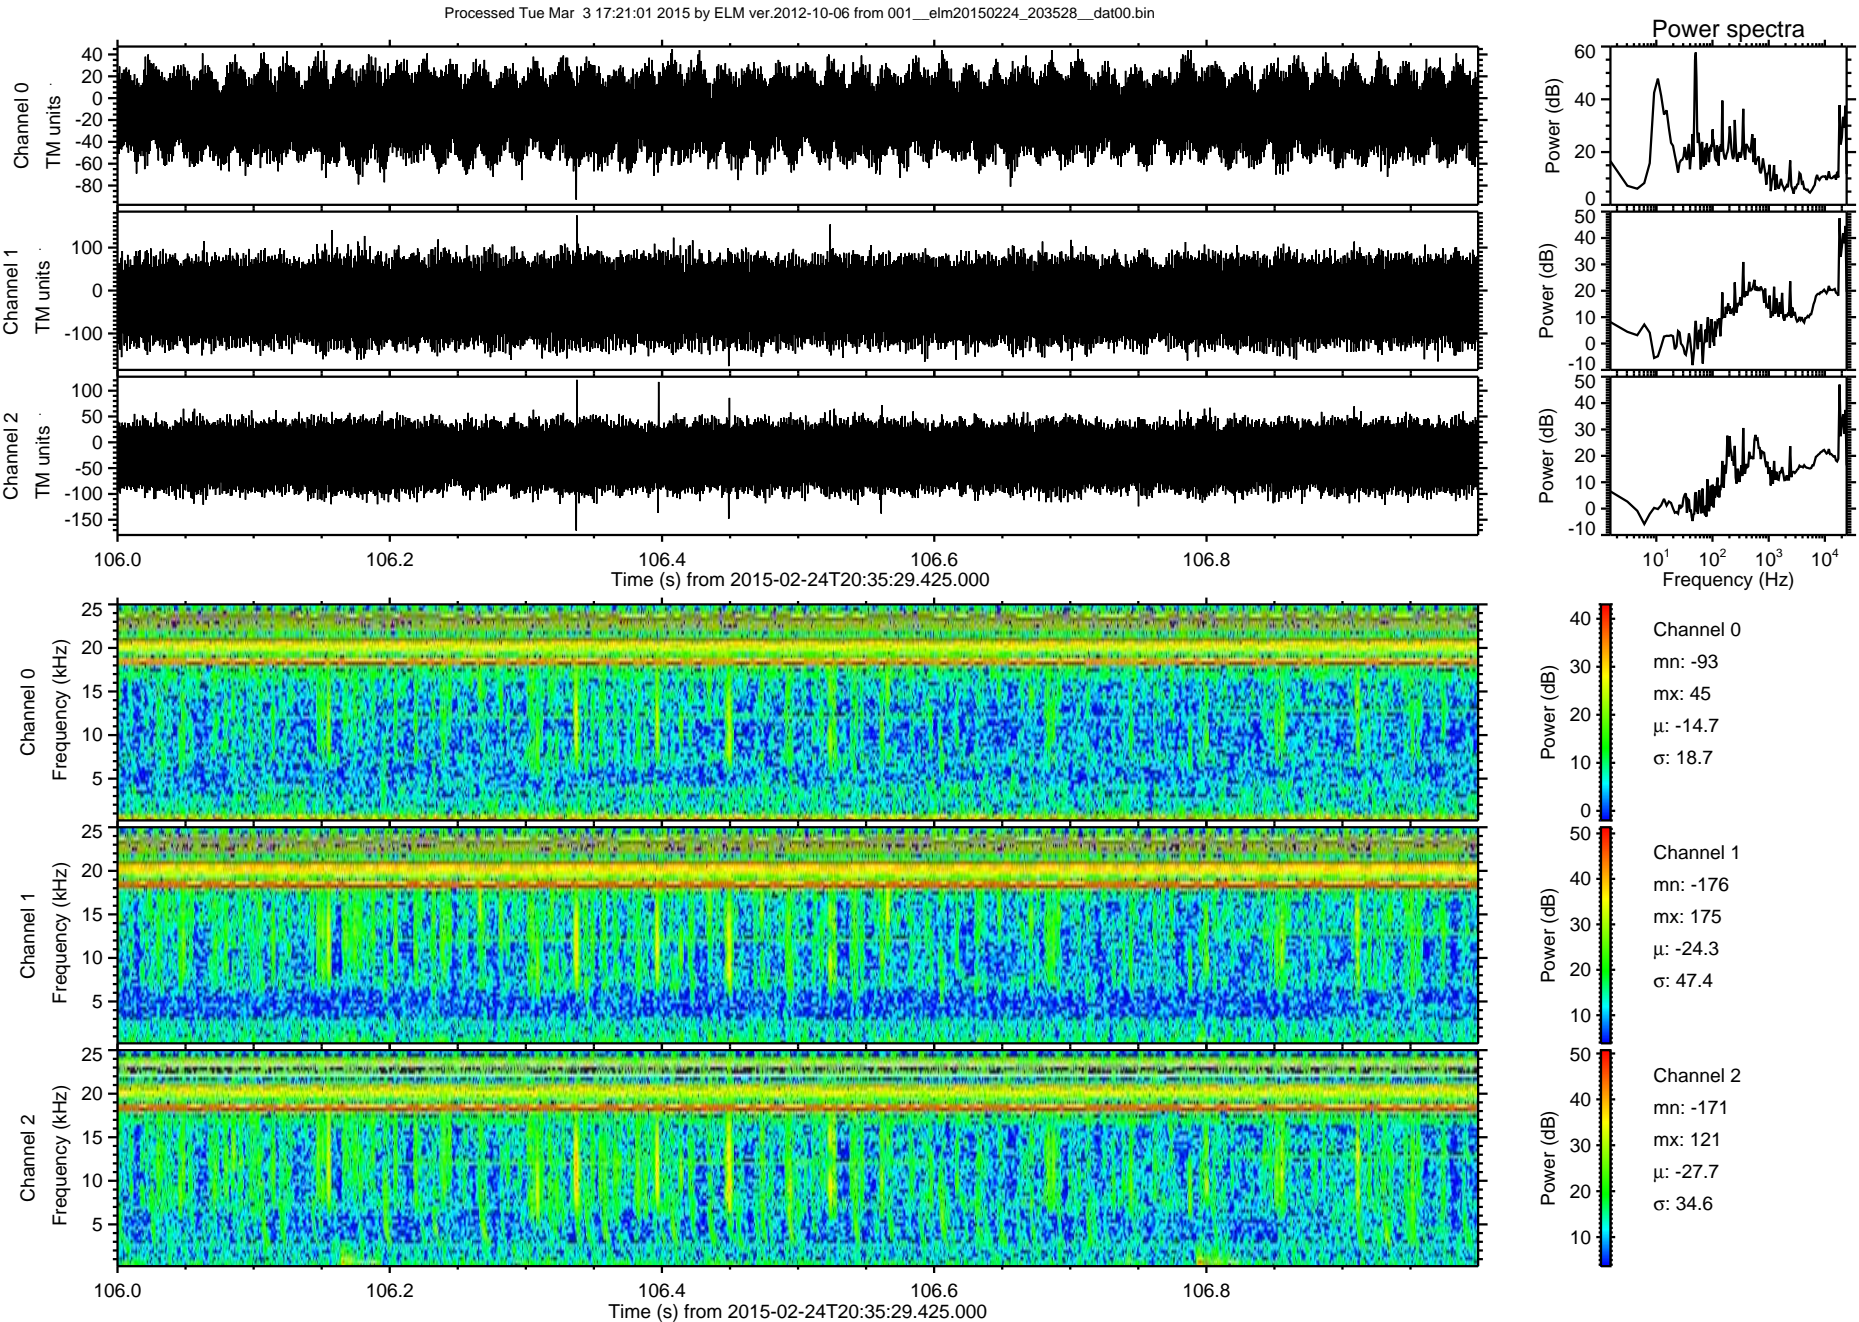 Processed Tue Mar  3 17:21:01 2015 by ELM ver.2012-10-06 from 001__elm20150224_203528__dat00.bin
Power spectra
Channel 0
TM units
40
20
0
-20
-40
-60
-80
Power (dB)
60
40
20
0
Channel 1
TM units
100
0
-100
Power (dB)
50
40
30
20
10
0
-10
Channel 2
TM units
100
50
0
-50
-100
-150
Power (dB)
50
40
30
20
10
0
-10
106.0 106.2 106.4 106.6 106.8
Time (s) from 2015-02-24T20:35:29.425.000
10¹ 10² 10³ 10⁴
Frequency (Hz)
Channel 0
Frequency (kHz)
25
20
15
10
5
Power (dB)
40
30
20
10
0
Channel 0
mn: -93
mx: 45
μ: -14.7
σ: 18.7
Channel 1
Frequency (kHz)
25
20
15
10
5
Power (dB)
50
40
30
20
10
Channel 1
mn: -176
mx: 175
μ: -24.3
σ: 47.4
Channel 2
Frequency (kHz)
25
20
15
10
5
Power (dB)
50
40
30
20
10
Channel 2
mn: -171
mx: 121
μ: -27.7
σ: 34.6
106.0 106.2 106.4 106.6 106.8
Time (s) from 2015-02-24T20:35:29.425.000